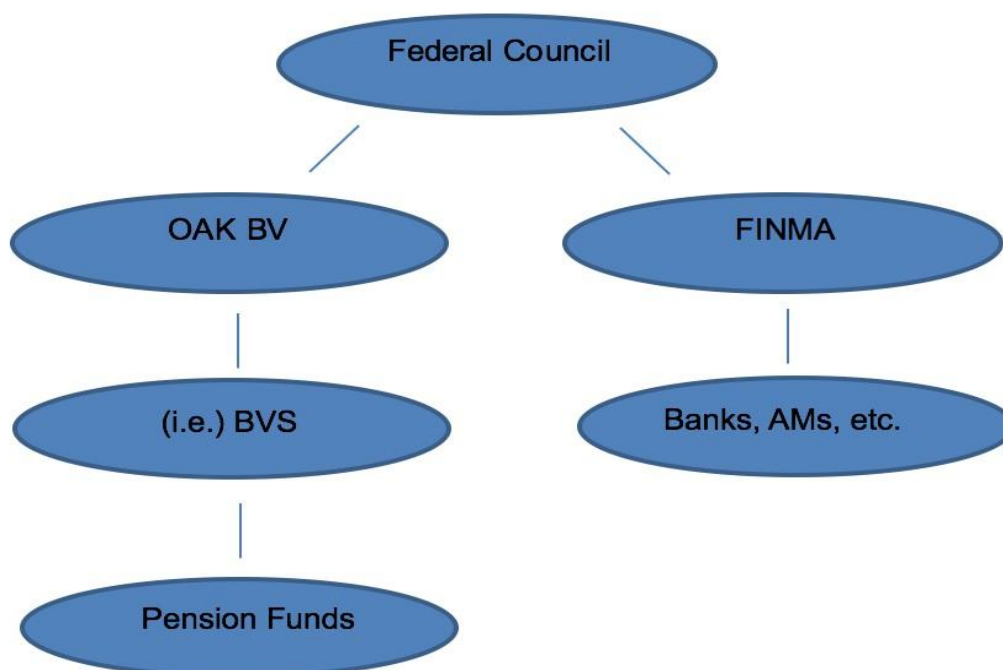 Federal Council
OAK BV
FINMA
(i.e.) BVS
Banks, AMs, etc.
Pension Funds